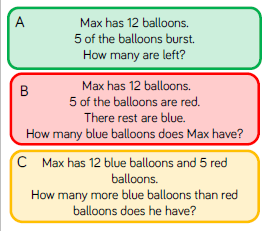 A
Max has 12 balloons.
5 of the balloons burst.
How many are left?
B
Max has 12 balloons.
5 of the balloons are red.
There rest are blue.
How many blue balloons does Max have?
C Max has 12 blue balloons and 5 red
balloons.
How many more blue balloons than red
balloons does he have?